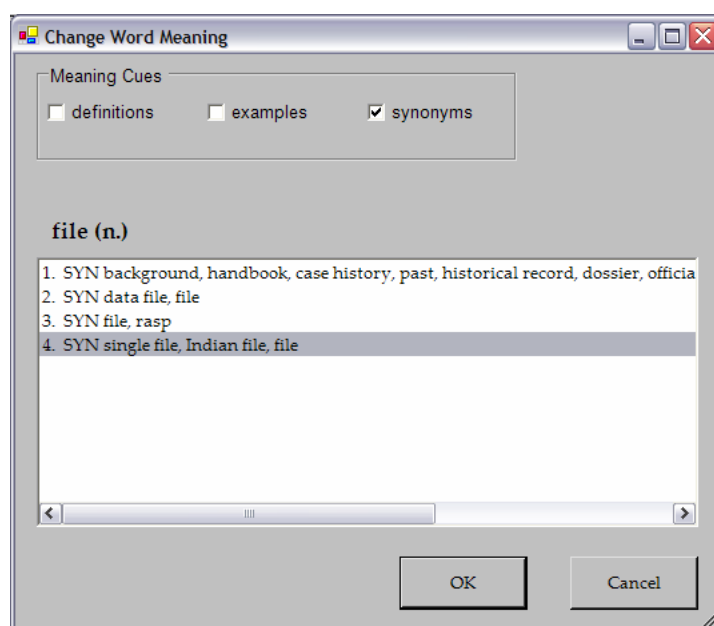 Change Word Meaning
Meaning Cues
definitions examples synonyms
file (n.)
1. SYN background, handbook, case history, past, historical record, dossier, officia
2. SYN data file, file
3. SYN file, rasp
4. SYN single file, Indian file, file
OK Cancel